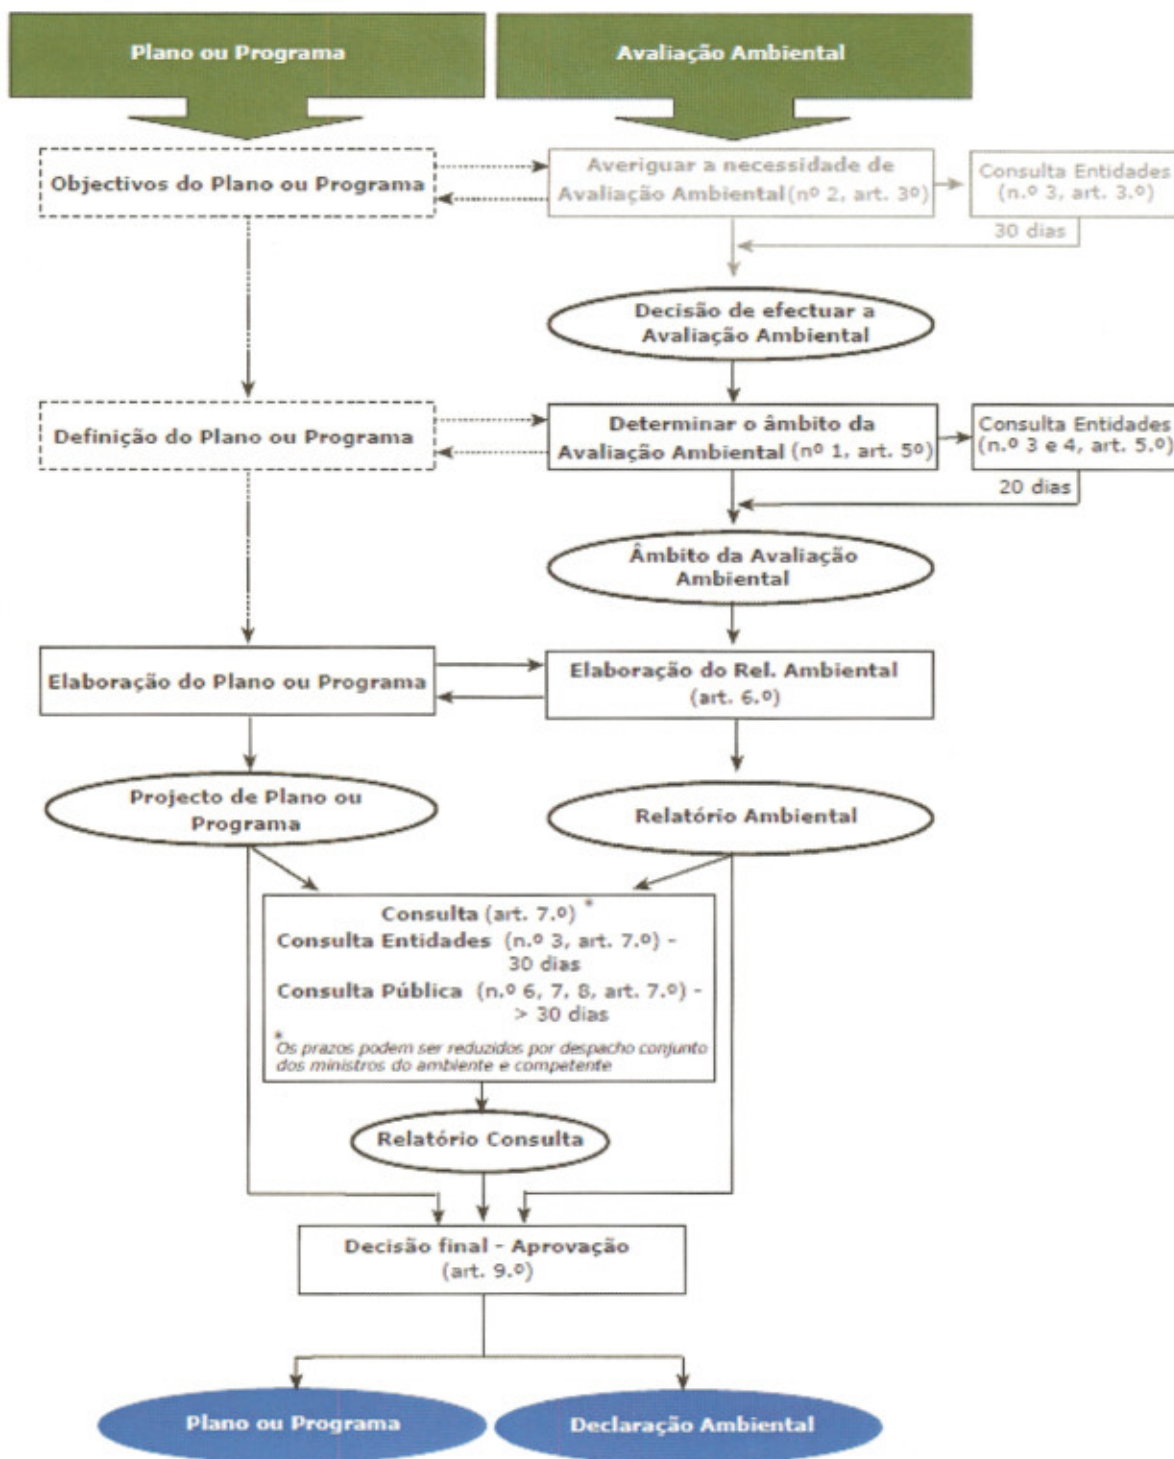 Plano ou Programa
Avaliação Ambiental
Objectivos do Plano ou Programa
Averiguar a necessidade de
Avaliação Ambiental (nº 2, art. 3º)
Consulta Entidades
(n.º 3, art. 3.º)
30 dias
Decisão de efectuar a
Avaliação Ambiental
Definição do Plano ou Programa
Determinar o âmbito da
Avaliação Ambiental (nº 1, art. 5º)
Consulta Entidades
(n.º 3 e 4, art. 5.º)
20 dias
Âmbito da Avaliação
Ambiental
Elaboração do Plano ou Programa
Elaboração do Rel. Ambiental
(art. 6.º)
Projecto de Plano ou
Programa
Relatório Ambiental
Consulta (art. 7.º) *
Consulta Entidades (n.º 3, art. 7.º) -
30 dias
Consulta Pública (n.º 6, 7, 8, art. 7.º) -
> 30 dias
*Os prazos podem ser reduzidos por despacho conjunto
dos ministros do ambiente e competente
Relatório Consulta
Decisão final - Aprovação
(art. 9.º)
Plano ou Programa
Declaração Ambiental